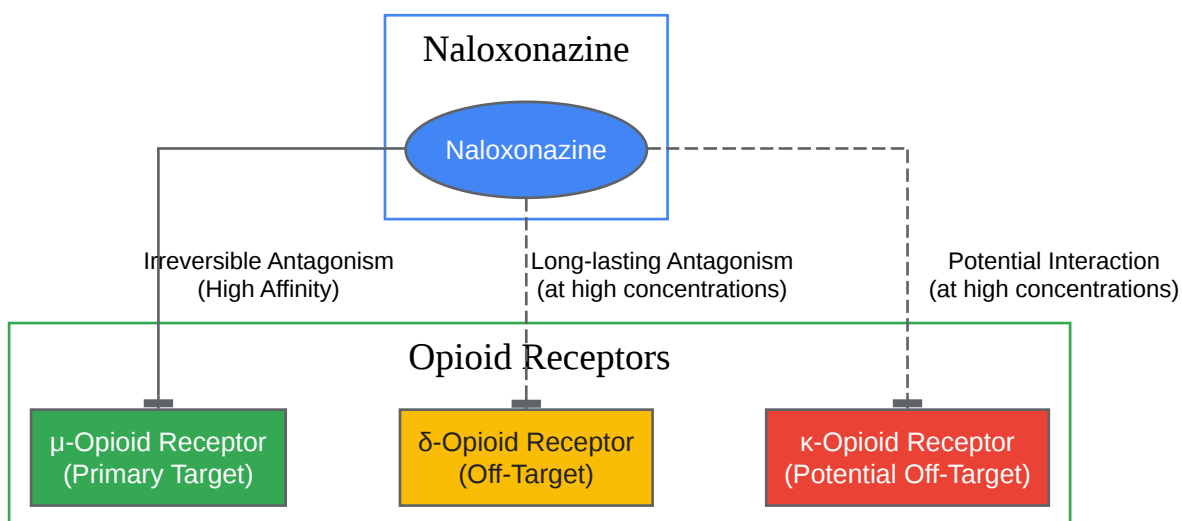 Naloxonazine
Naloxonazine
Irreversible Antagonism
(High Affinity)
Long-lasting Antagonism
(at high concentrations)
Potential Interaction
(at high concentrations)
Opioid Receptors
μ-Opioid Receptor
(Primary Target)
δ-Opioid Receptor
(Off-Target)
κ-Opioid Receptor
(Potential Off-Target)